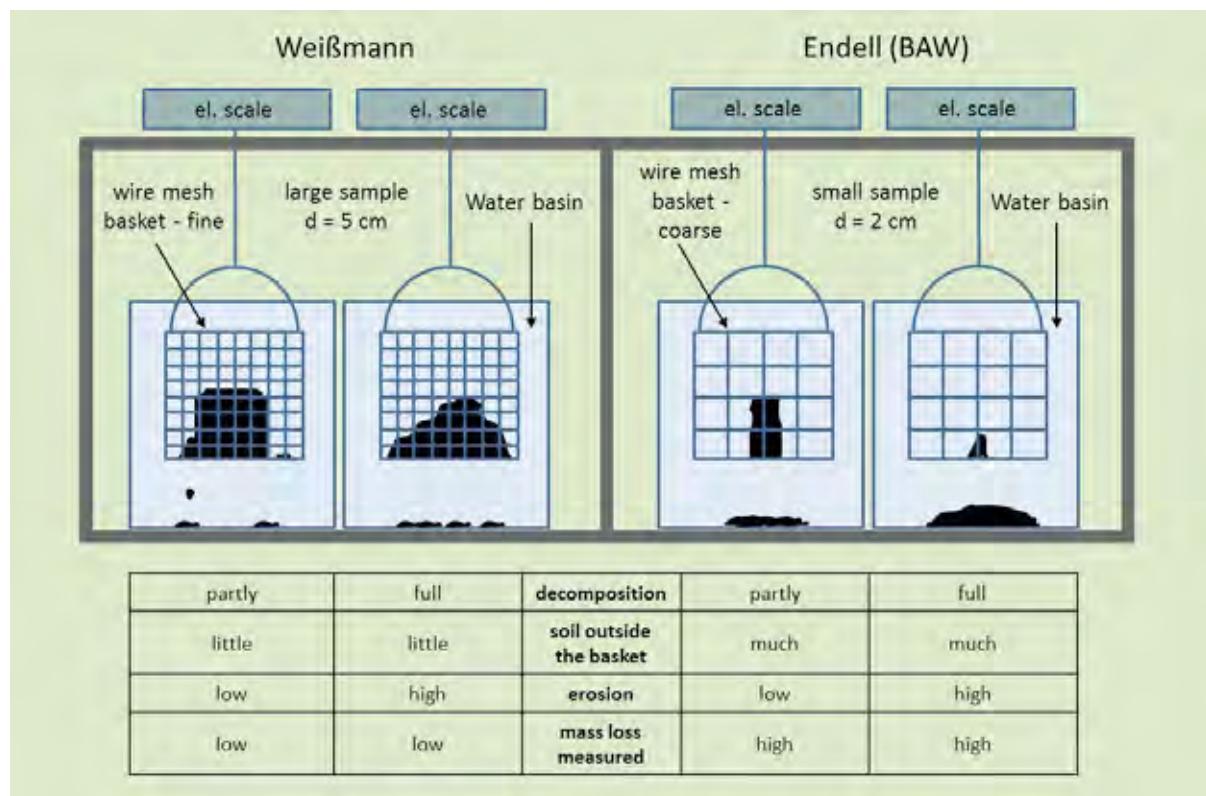 Weißmann
Endell (BAW)
el. scale
el. scale
el. scale
el. scale
wire mesh
basket - fine
large sample
d = 5 cm
Water basin
wire mesh
basket -
coarse
small sample
d = 2 cm
Water basin
partly full decomposition partly full
little little soil outside
the basket much much
low high erosion low high
low low mass loss
measured high high